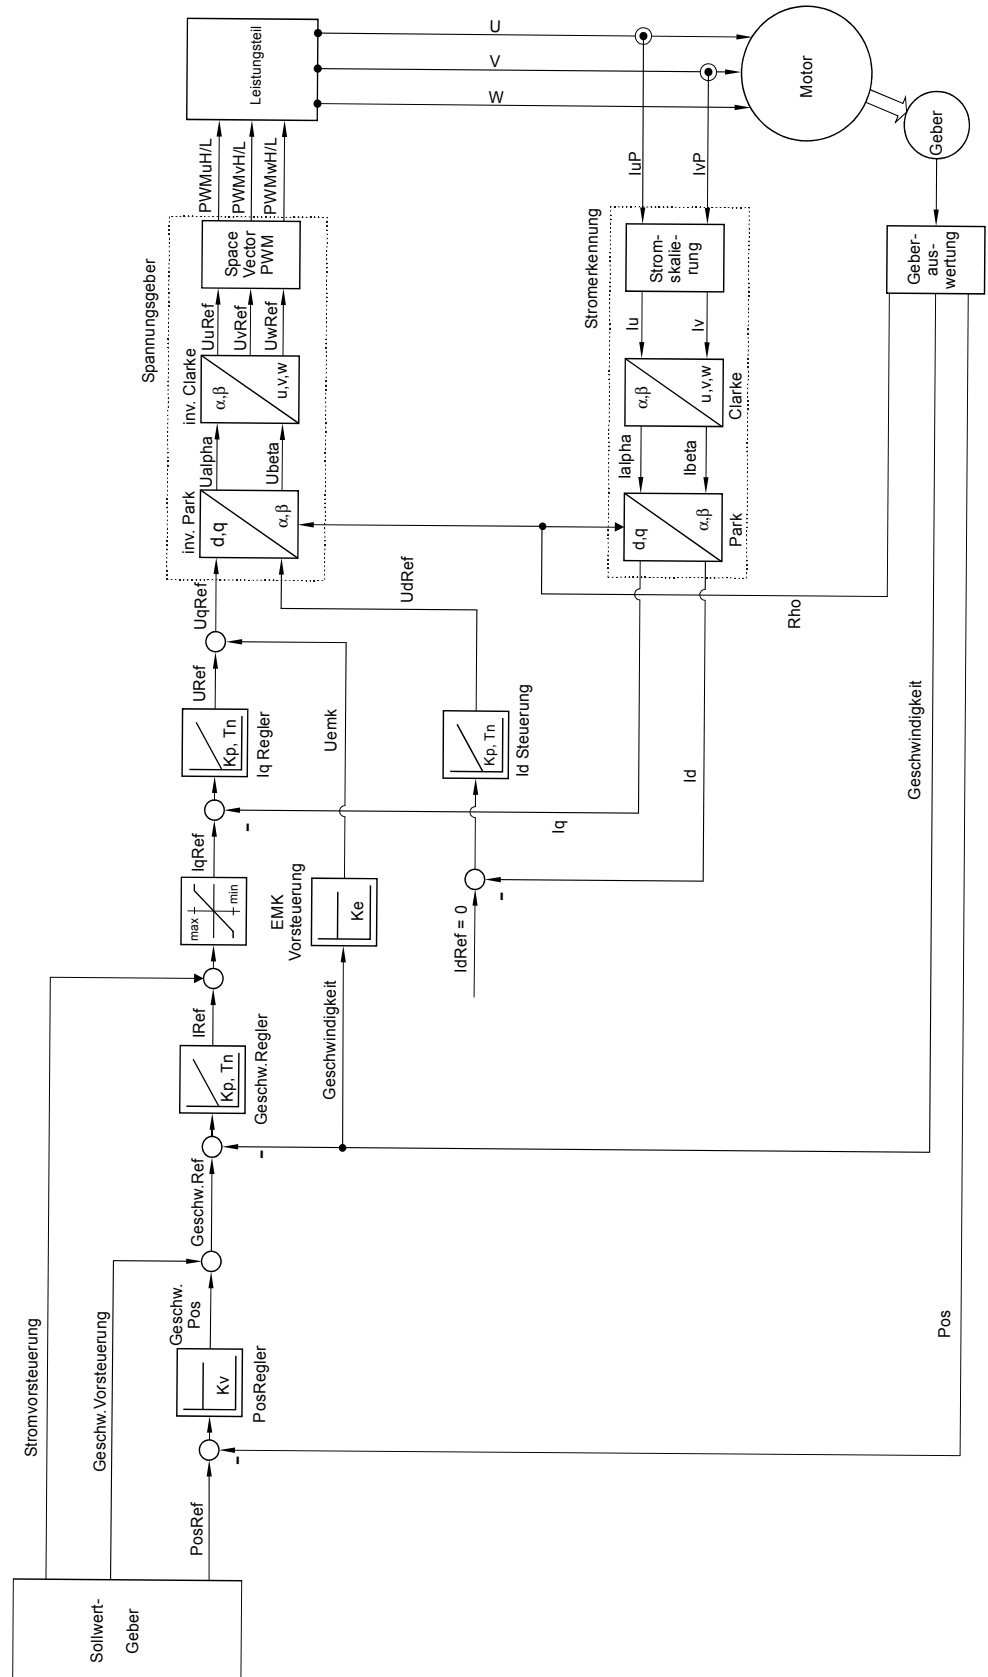 Sollwert-
Geber
Stromvorsteuerung
Geschw.Vorsteuerung
PosRef
-
Kv
PosRegler
Geschw.
Pos
Geschw.Ref
-
Kp, Tn
Geschw.Regler
IRef
max
min
IqRef
-
Kp, Tn
Iq Regler
URef
UqRef
Geschwindigkeit
Ke
EMK
Vorsteuerung
Uemk
IdRef = 0
-
Kp, Tn
Id Steuerung
UdRef
Spannungsgeber
inv. Park
d,q
α,β
Ualpha
Ubeta
inv. Clarke
α,β
u,v,w
UuRef
UvRef
UwRef
Space
Vector
PWM
PWMuH/L
PWMvH/L
PWMwH/L
Leistungsteil
U
V
W
Motor
Geber
IuP
IvP
Stromerkennung
Strom-
skalie-
rung
Iu
Iv
α,β
u,v,w
Clarke
Ialpha
Ibeta
d,q
α,β
Park
Iq
Id
Rho
Geber-
aus-
wertung
Geschwindigkeit
Pos